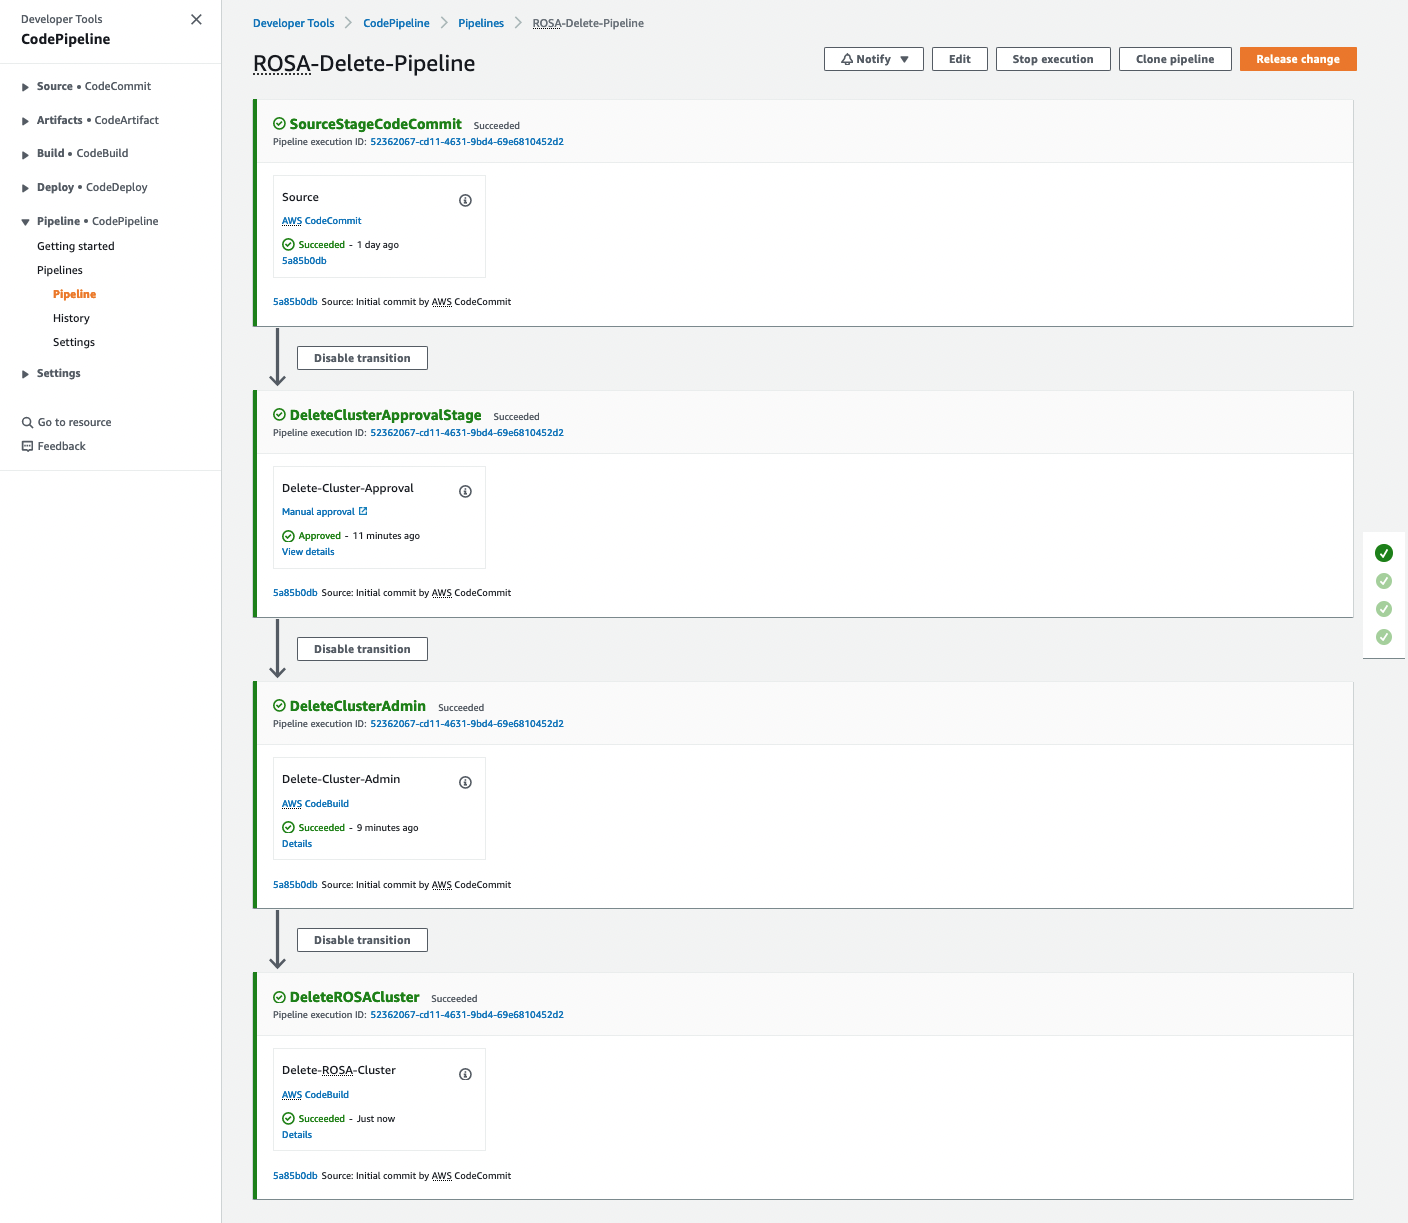 Developer Tools
CodePipeline
Source • CodeCommit
Artifacts • CodeArtifact
Build • CodeBuild
Deploy • CodeDeploy
Pipeline • CodePipeline
Getting started
Pipelines
Pipeline
History
Settings
Settings
Go to resource
Feedback
Developer Tools > CodePipeline > Pipelines > ROSA-Delete-Pipeline
ROSA-Delete-Pipeline
Notify ▼ Edit Stop execution Clone pipeline Release change
SourceStageCodeCommit Succeeded
Pipeline execution ID: 52362067-cd11-4631-9bd4-69e6810452d2
Source
AWS CodeCommit
Succeeded - 1 day ago
5a85b0db
5a85b0db Source: Initial commit by AWS CodeCommit
Disable transition
DeleteClusterApprovalStage Succeeded
Pipeline execution ID: 52362067-cd11-4631-9bd4-69e6810452d2
Delete-Cluster-Approval
Manual approval
Approved - 11 minutes ago
View details
5a85b0db Source: Initial commit by AWS CodeCommit
Disable transition
DeleteClusterAdmin Succeeded
Pipeline execution ID: 52362067-cd11-4631-9bd4-69e6810452d2
Delete-Cluster-Admin
AWS CodeBuild
Succeeded - 9 minutes ago
Details
5a85b0db Source: Initial commit by AWS CodeCommit
Disable transition
DeleteROSACluster Succeeded
Pipeline execution ID: 52362067-cd11-4631-9bd4-69e6810452d2
Delete-ROSA-Cluster
AWS CodeBuild
Succeeded - Just now
Details
5a85b0db Source: Initial commit by AWS CodeCommit